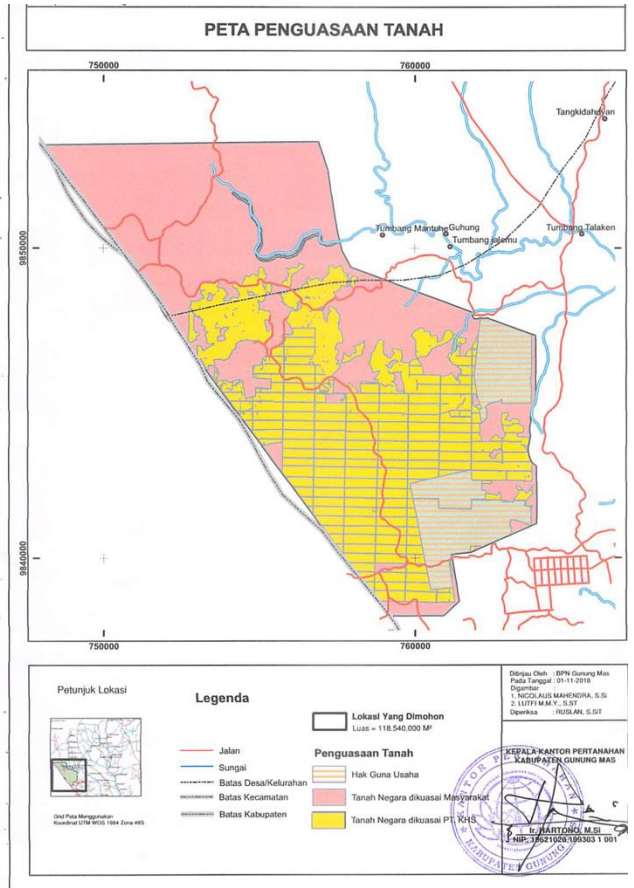 PETA PENGUASAAN TANAH
750000
760000
Tangkidahuyan
9850000
9850000
Tumbang Mantuhe
Guhung
Tumbang Talaken
Tumbang jalemu
9840000
9840000
750000
760000
Petunjuk Lokasi
Grid Peta Menggunakan
Koordinat UTM WGS 1984 Zona 49S
Legenda
Jalan
Sungai
Batas Desa/Kelurahan
Batas Kecamatan
Batas Kabupaten
Lokasi Yang Dimohon
Luas = 118.540.000 M²
Penguasaan Tanah
Hak Guna Usaha
Tanah Negara dikuasai Masyarakat
Tanah Negara dikuasai PT. KHS
Ditinjau Oleh : BPN Gunung Mas
Pada Tanggal : 01-11-2018
Digambar :
1. NICOLAUS MAHENDRA, S.Si
2. LUTFI M.M.Y., S.ST
Diperiksa : RUSLAN, S.SiT
KEPALA KANTOR PERTANAHAN
KABUPATEN GUNUNG MAS
Ir. HARTONO, M.Si
NIP. 19621029 199303 1 001